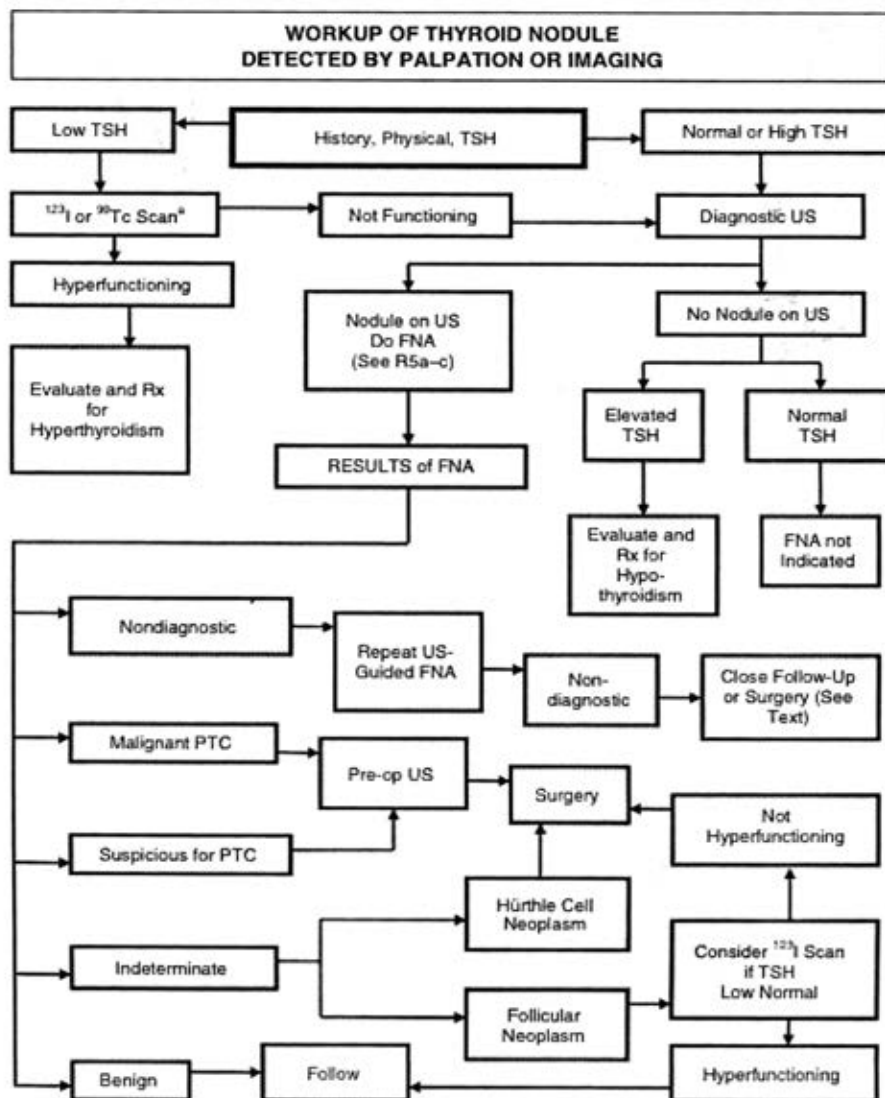 WORKUP OF THYROID NODULE
DETECTED BY PALPATION OR IMAGING
Low TSH
History, Physical, TSH
Normal or High TSH
¹²³I or ⁹⁹Tc Scanᵃ
Not Functioning
Diagnostic US
Hyperfunctioning
Nodule on US
Do FNA
(See R5a–c)
No Nodule on US
Evaluate and Rx
for
Hyperthyroidism
Elevated
TSH
Normal
TSH
RESULTS of FNA
Evaluate and
Rx for
Hypo-
thyroidism
FNA not
Indicated
Nondiagnostic
Repeat US-
Guided FNA
Non-
diagnostic
Close Follow-Up
or Surgery (See
Text)
Malignant PTC
Pre-op US
Surgery
Not
Hyperfunctioning
Suspicious for PTC
Hürthle Cell
Neoplasm
Indeterminate
Consider ¹²³I Scan
if TSH
Low Normal
Follicular
Neoplasm
Benign
Follow
Hyperfunctioning